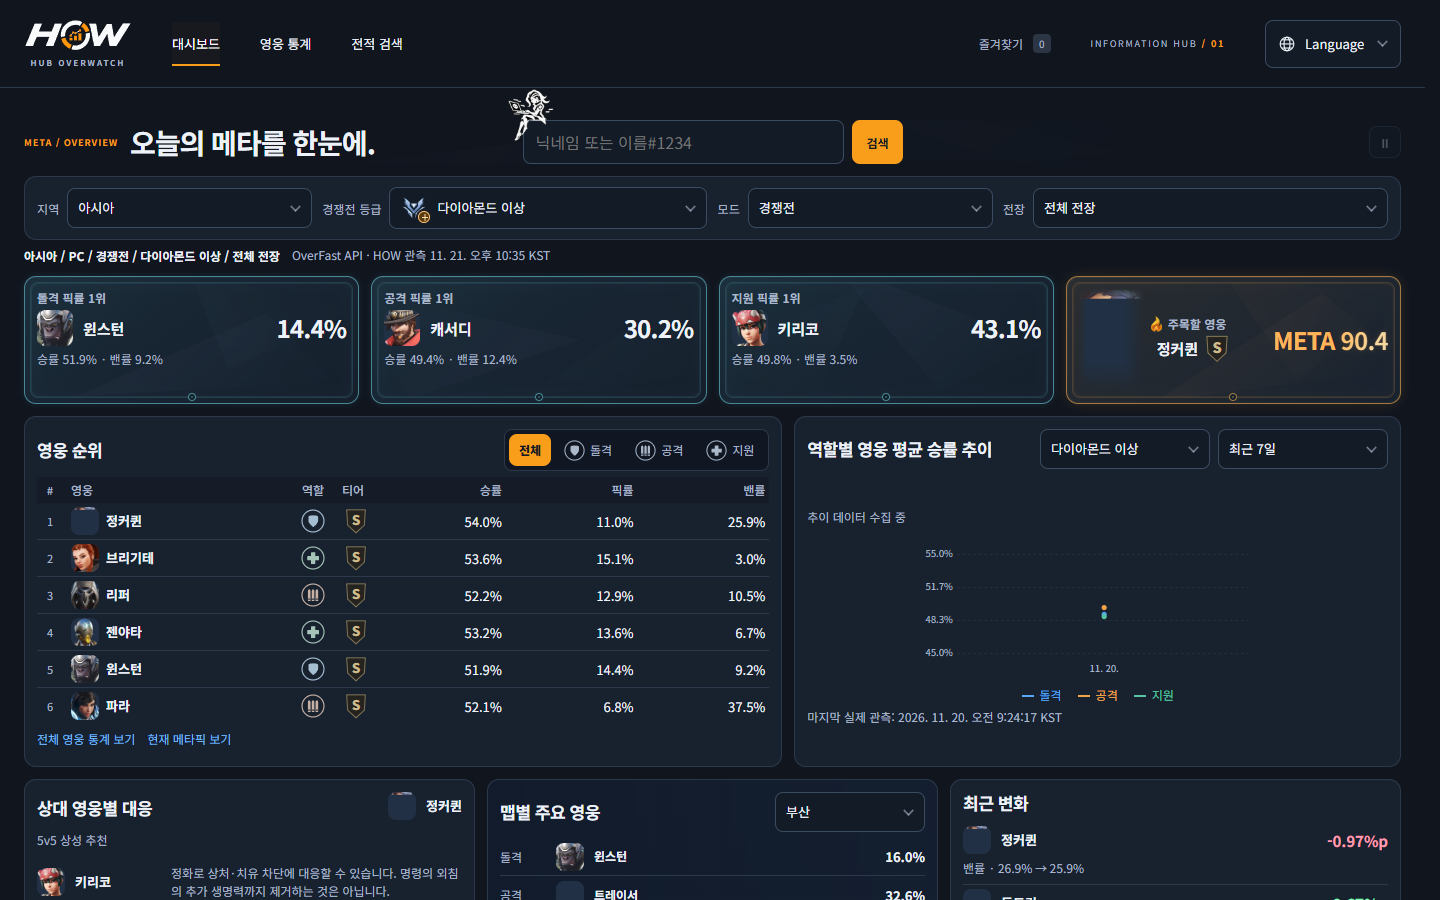 HOW
HUB OVERWATCH
대시보드
영웅 통계
전적 검색
즐겨찾기 0
INFORMATION HUB / 01
Language
META / OVERVIEW
오늘의 메타를 한눈에.
닉네임 또는 이름#1234
검색
지역 아시아
경쟁전 등급 다이아몬드 이상
모드 경쟁전
전장 전체 전장
아시아 / PC / 경쟁전 / 다이아몬드 이상 / 전체 전장 OverFast API · HOW 관측 11. 21. 오후 10:35 KST
돌격 픽률 1위
윈스턴 14.4%
승률 51.9% · 밴률 9.2%
공격 픽률 1위
캐서디 30.2%
승률 49.4% · 밴률 12.4%
지원 픽률 1위
키리코 43.1%
승률 49.8% · 밴률 3.5%
주목할 영웅
정커퀸 S
META 90.4
영웅 순위
전체 돌격 공격 지원
# 영웅 역할 티어 승률 픽률 밴률
1 정커퀸 S 54.0% 11.0% 25.9%
2 브리기테 S 53.6% 15.1% 3.0%
3 리퍼 S 52.2% 12.9% 10.5%
4 젠야타 S 53.2% 13.6% 6.7%
5 윈스턴 S 51.9% 14.4% 9.2%
6 파라 S 52.1% 6.8% 37.5%
전체 영웅 통계 보기 현재 메타픽 보기
역할별 영웅 평균 승률 추이
다이아몬드 이상
최근 7일
추이 데이터 수집 중
55.0%
51.7%
48.3%
45.0%
11. 20.
돌격 공격 지원
마지막 실제 관측: 2026. 11. 20. 오전 9:24:17 KST
상대 영웅별 대응 정커퀸
5v5 상성 추천
키리코
정화로 상처·치유 차단에 대응할 수 있습니다. 명령의 외침
의 추가 생명력까지 제거하는 것은 아닙니다.
맵별 주요 영웅 부산
돌격 윈스턴 16.0%
공격 트레이서 32.6%
최근 변화
정커퀸 -0.97%p
밴률 · 26.9% → 25.9%